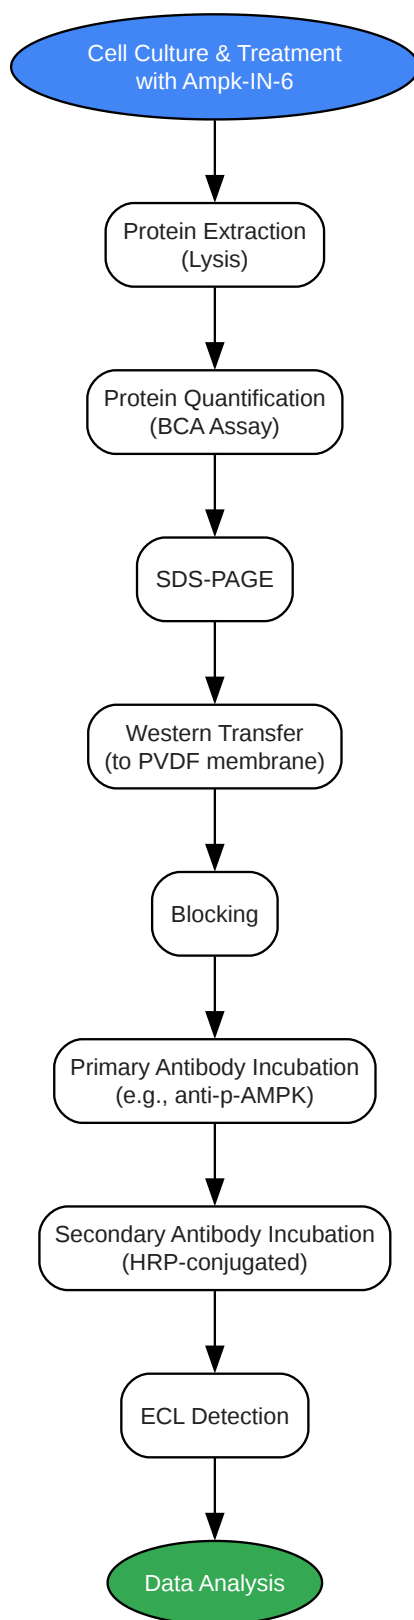 Cell Culture & Treatment
with Ampk-IN-6
Protein Extraction
(Lysis)
Protein Quantification
(BCA Assay)
SDS-PAGE
Western Transfer
(to PVDF membrane)
Blocking
Primary Antibody Incubation
(e.g., anti-p-AMPK)
Secondary Antibody Incubation
(HRP-conjugated)
ECL Detection
Data Analysis